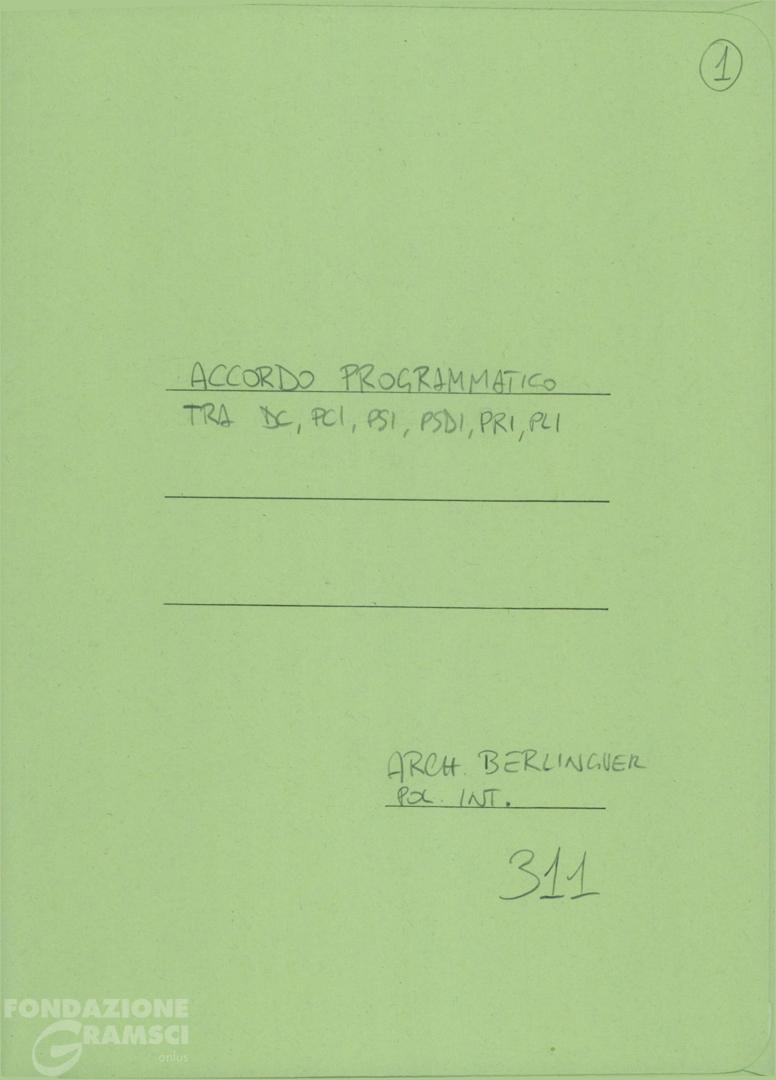 1
ACCORDO PROGRAMMATICO
TRA DC, PCI, PSI, PSDI, PRI, PLI
ARCH. BERLINGUER
POL. INT.
311
FONDAZIONE
GRAMSCI
onlus